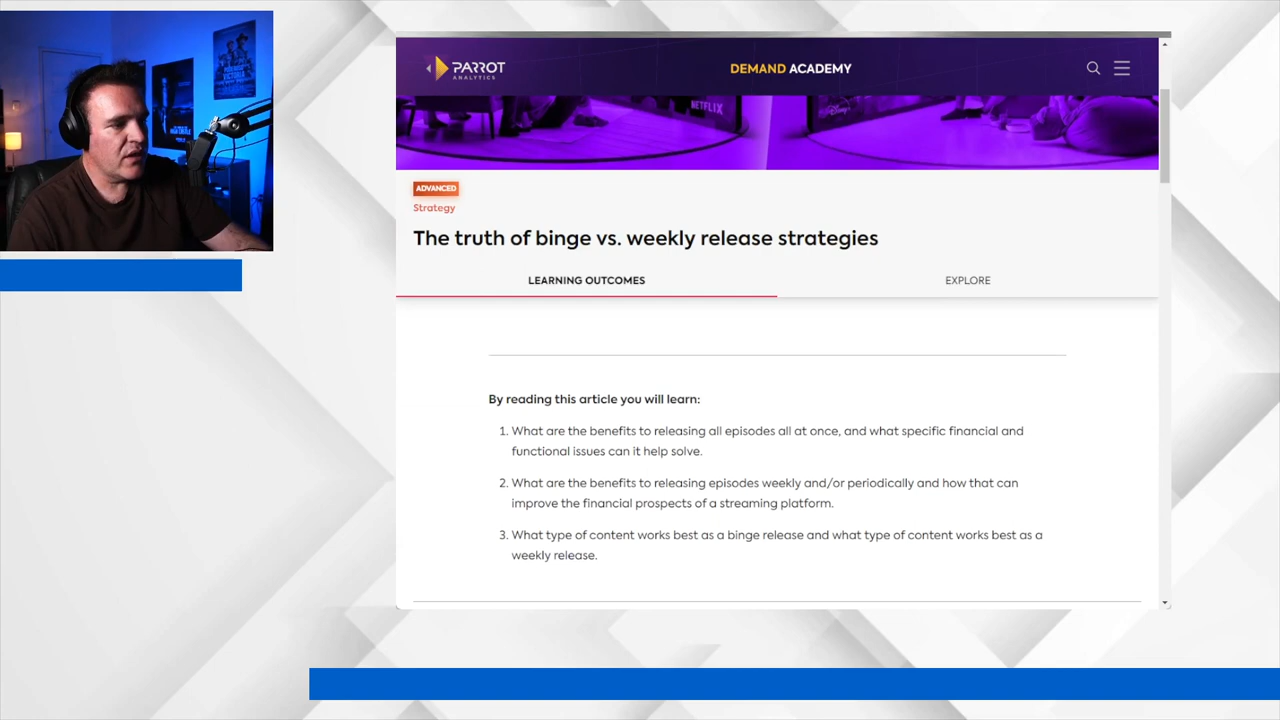 PARROT
ANALYTICS
DEMAND ACADEMY
NETFLIX
Disney+
ADVANCED
Strategy
The truth of binge vs. weekly release strategies
LEARNING OUTCOMES
EXPLORE
By reading this article you will learn:
1. What are the benefits to releasing all episodes all at once, and what specific financial and
functional issues can it help solve.
2. What are the benefits to releasing episodes weekly and/or periodically and how that can
improve the financial prospects of a streaming platform.
3. What type of content works best as a binge release and what type of content works best as a
weekly release.